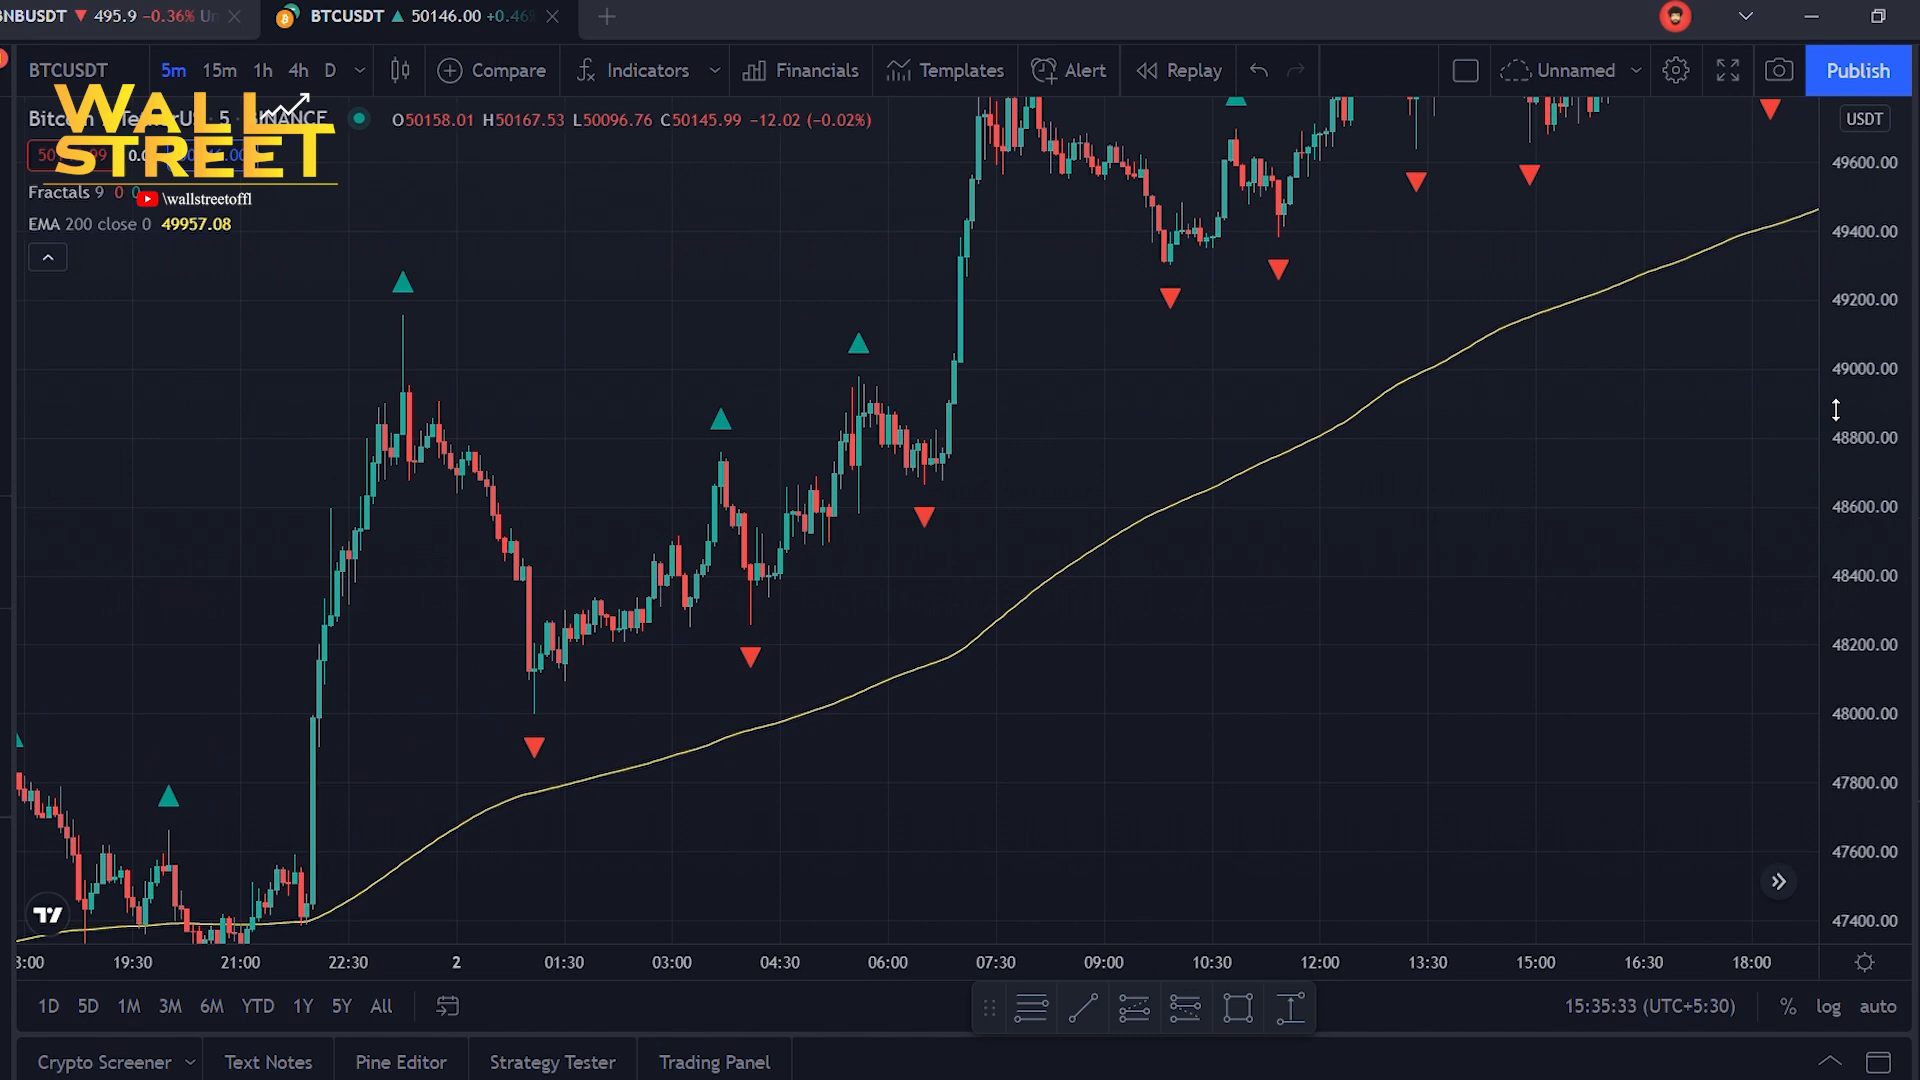 BNBUSDT 495.9 −0.36% Un
BTCUSDT 50146.00 +0.46%
BTCUSDT 5m 15m 1h 4h D Compare Indicators Financials Templates Alert Replay Unnamed Publish
WALL STREET
\wallstreetoffl
5 BINANCE O50158.01 H50167.53 L50096.76 C50145.99 −12.02 (−0.02%)
USDT
Fractals 9 0 0
EMA 200 close 0 49957.08
49600.00
49400.00
49200.00
49000.00
48800.00
48600.00
48400.00
48200.00
48000.00
47800.00
47600.00
47400.00
19:30 21:00 22:30 2 01:30 03:00 04:30 06:00 07:30 09:00 10:30 12:00 13:30 15:00 16:30 18:00
1D 5D 1M 3M 6M YTD 1Y 5Y All 15:35:33 (UTC+5:30) % log auto
Crypto Screener Text Notes Pine Editor Strategy Tester Trading Panel